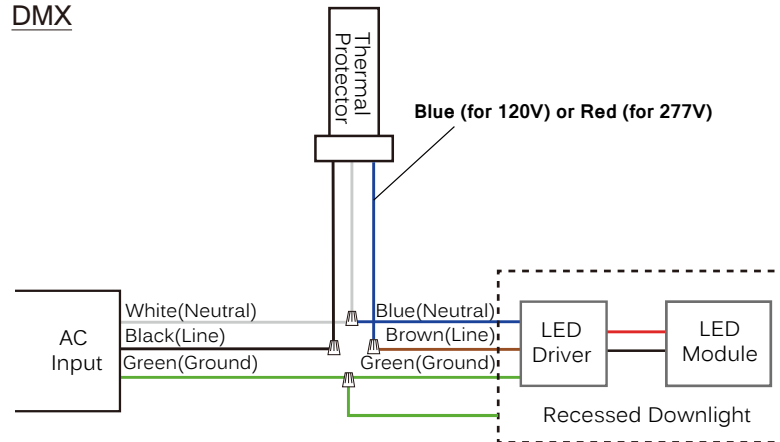 DMX
Thermal
Protector
Blue (for 120V) or Red (for 277V)
AC
Input
White(Neutral)
Black(Line)
Green(Ground)
Blue(Neutral)
Brown(Line)
Green(Ground)
LED
Driver
LED
Module
Recessed Downlight